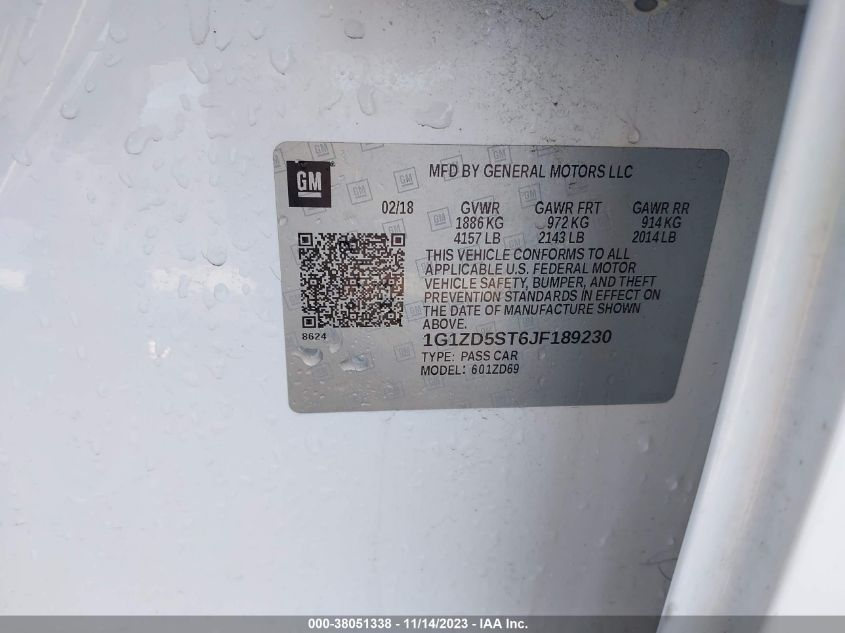 GM
MFD BY GENERAL MOTORS LLC
02/18 GVWR GAWR FRT GAWR RR
1886 KG 972 KG 914 KG
4157 LB 2143 LB 2014 LB
THIS VEHICLE CONFORMS TO ALL
APPLICABLE U.S. FEDERAL MOTOR
VEHICLE SAFETY, BUMPER, AND THEFT
PREVENTION STANDARDS IN EFFECT ON
THE DATE OF MANUFACTURE SHOWN
ABOVE.
8624
1G1ZD5ST6JF189230
TYPE: PASS CAR
MODEL: 601ZD69
000-38051338 - 11/14/2023 - IAA Inc.